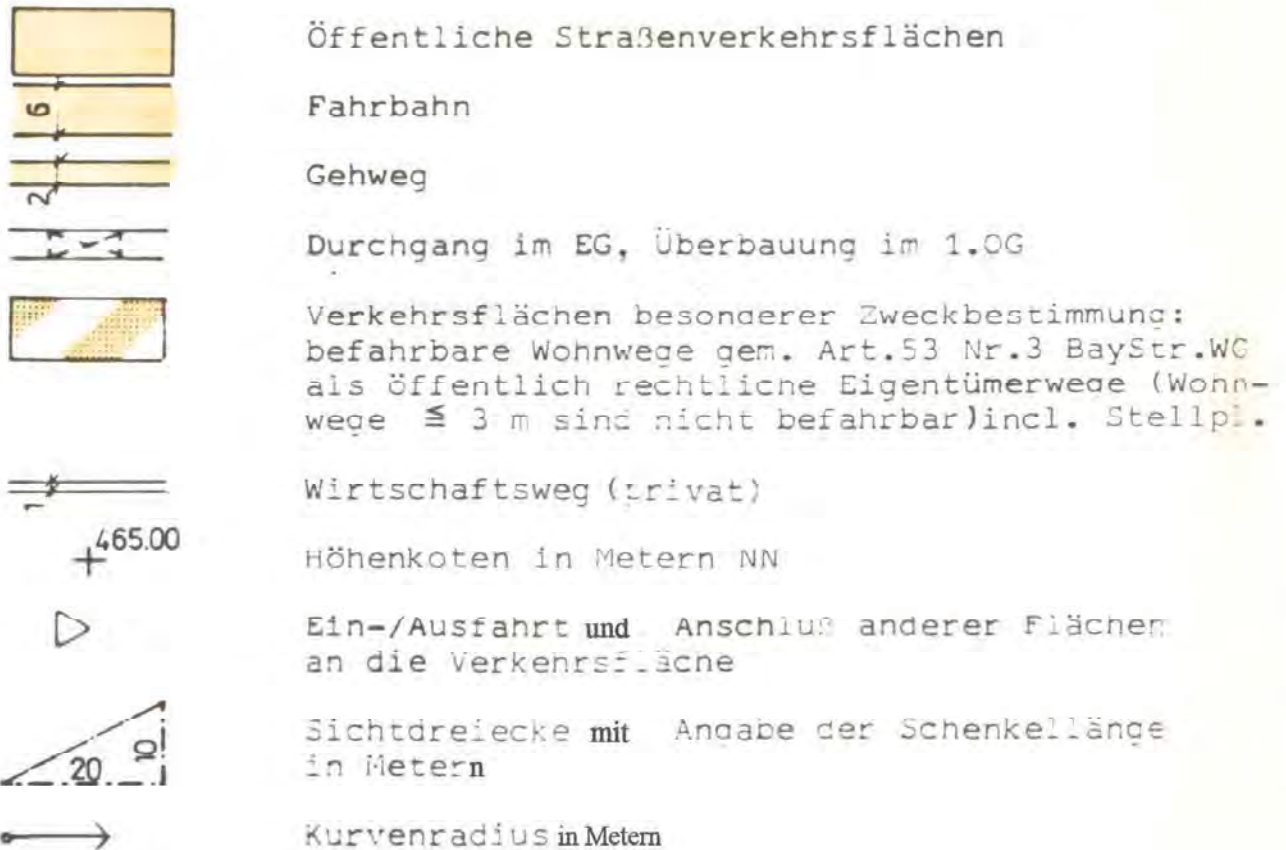 Öffentliche Straßenverkehrsflächen
6
Fahrbahn
2
Gehweg
Durchgang im EG, Überbauung im 1.OG
Verkehrsflächen besonderer Zweckbestimmung:
befahrbare Wohnwege gem. Art.53 Nr.3 BayStr.WG
als öffentlich rechtliche Eigentümerwege (Wohn-
wege ≦ 3 m sind nicht befahrbar)incl. Stellpl.
1
Wirtschaftsweg (privat)
465.00
Höhenkoten in Metern NN
Ein-/Ausfahrt und Anschluß anderer Flächen
an die Verkehrsfläche
Sichtdreiecke mit Angabe der Schenkellänge
20 10
in Metern
Kurvenradius in Metern